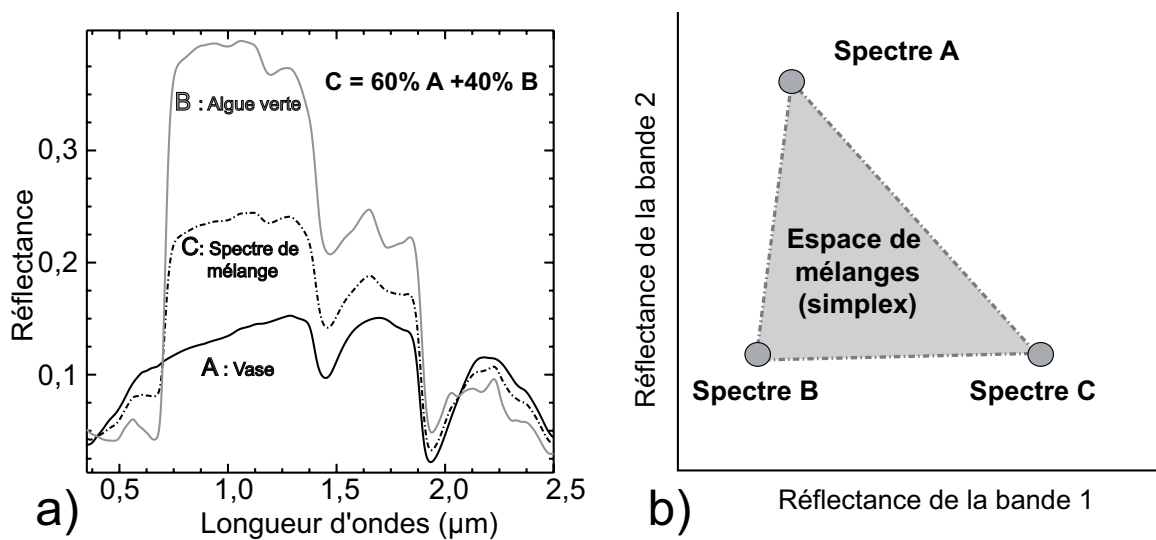 C = 60% A +40% B
B : Algue verte
0,3
Réflectance
0,2
C: Spectre de
mélange
A : Vase
0,1
0,5
1,0
1,5
2,0
2,5
Longueur d'ondes (µm)
a)
Spectre A
Réflectance de la bande 2
Espace de
mélanges
(simplex)
Spectre B
Spectre C
Réflectance de la bande 1
b)